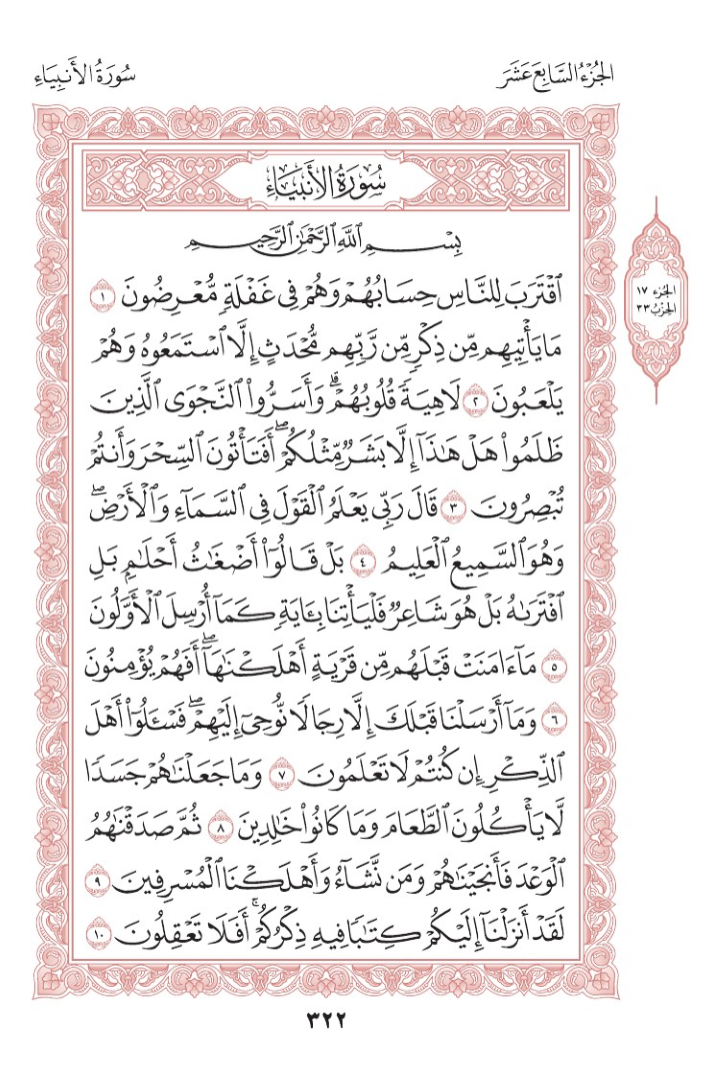 الجُزْءُ السَّابِعَ عَشَرَ
سُورَةُ الأَنبِيَاءِ
سُورَةُ الأَنبِيَاءِ
بِسْمِ ٱللَّهِ ٱلرَّحْمَٰنِ ٱلرَّحِيمِ
ٱقْتَرَبَ لِلنَّاسِ حِسَابُهُمْ وَهُمْ فِى غَفْلَةٍ مُّعْرِضُونَ ١
مَا يَأْتِيهِم مِّن ذِكْرٍ مِّن رَّبِّهِم مُّحْدَثٍ إِلَّا ٱسْتَمَعُوهُ وَهُمْ
يَلْعَبُونَ ٢ لَاهِيَةً قُلُوبُهُمْ ۗ وَأَسَرُّوا۟ ٱلنَّجْوَى ٱلَّذِينَ
ظَلَمُوا۟ هَلْ هَٰذَآ إِلَّا بَشَرٌ مِّثْلُكُمْ ۖ أَفَتَأْتُونَ ٱلسِّحْرَ وَأَنتُمْ
تُبْصِرُونَ ٣ قَالَ رَبِّى يَعْلَمُ ٱلْقَوْلَ فِى ٱلسَّمَآءِ وَٱلْأَرْضِ ۖ
وَهُوَ ٱلسَّمِيعُ ٱلْعَلِيمُ ٤ بَلْ قَالُوٓا۟ أَضْغَٰثُ أَحْلَٰمٍۭ بَلِ
ٱفْتَرَىٰهُ بَلْ هُوَ شَاعِرٌ فَلْيَأْتِنَا بِـَٔايَةٍ كَمَآ أُرْسِلَ ٱلْأَوَّلُونَ
٥ مَآ ءَامَنَتْ قَبْلَهُم مِّن قَرْيَةٍ أَهْلَكْنَٰهَآ ۖ أَفَهُمْ يُؤْمِنُونَ
٦ وَمَآ أَرْسَلْنَا قَبْلَكَ إِلَّا رِجَالًا نُّوحِىٓ إِلَيْهِمْ ۖ فَسْـَٔلُوٓا۟ أَهْلَ
ٱلذِّكْرِ إِن كُنتُمْ لَا تَعْلَمُونَ ٧ وَمَا جَعَلْنَٰهُمْ جَسَدًا
لَّا يَأْكُلُونَ ٱلطَّعَامَ وَمَا كَانُوا۟ خَٰلِدِينَ ٨ ثُمَّ صَدَقْنَٰهُمُ
ٱلْوَعْدَ فَأَنجَيْنَٰهُمْ وَمَن نَّشَآءُ وَأَهْلَكْنَا ٱلْمُسْرِفِينَ ٩
لَقَدْ أَنزَلْنَآ إِلَيْكُمْ كِتَٰبًا فِيهِ ذِكْرُكُمْ ۖ أَفَلَا تَعْقِلُونَ ١٠
الجزء ١٧
الحزب ٣٣
٣٢٢